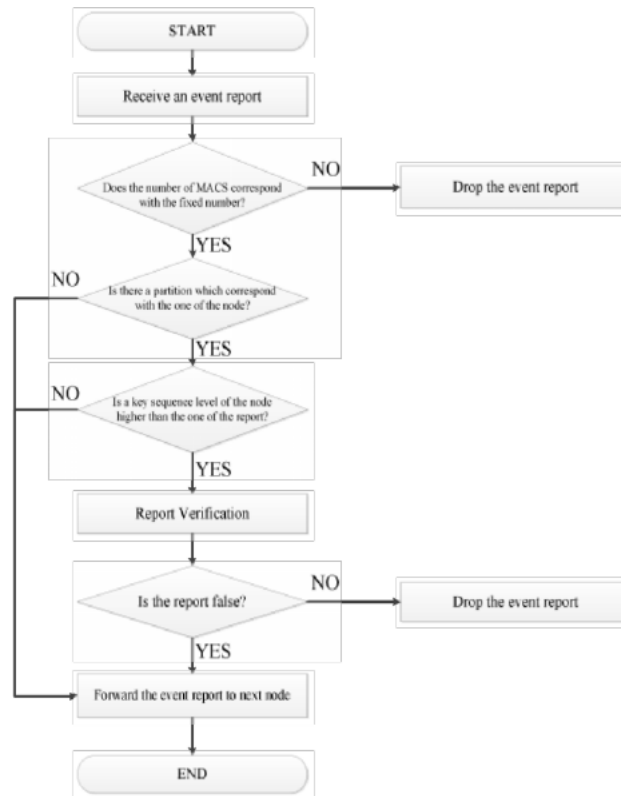 START
Receive an event report
Does the number of MACS correspond
with the fixed number?
NO
Drop the event report
YES
NO
Is there a partition which correspond
with the one of the node?
YES
NO
Is a key sequence level of the node
higher than the one of the report?
YES
Report Verification
Is the report false?
NO
Drop the event report
YES
Forward the event report to next node
END